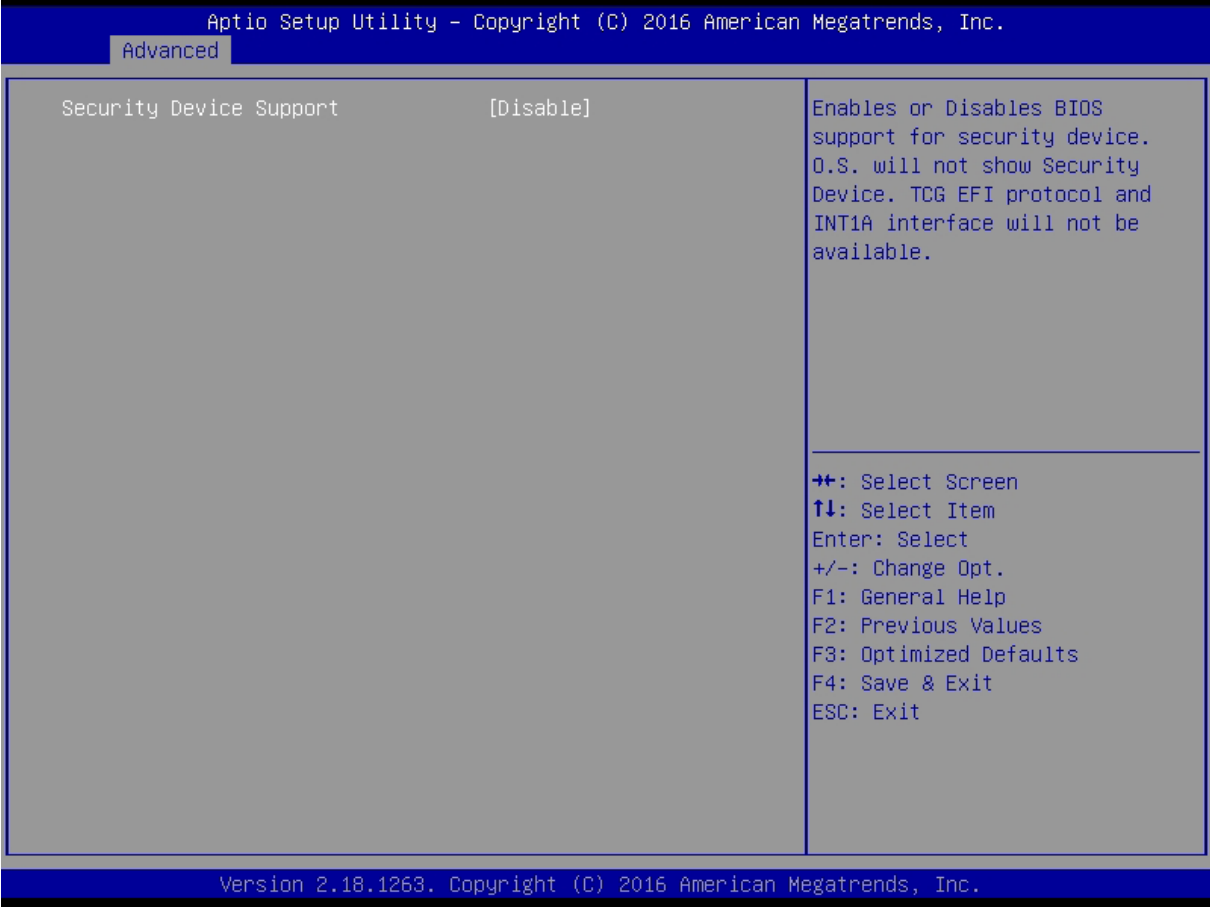 Aptio Setup Utility – Copyright (C) 2016 American Megatrends, Inc.
Advanced
Security Device Support [Disable]
Enables or Disables BIOS
support for security device.
O.S. will not show Security
Device. TCG EFI protocol and
INT1A interface will not be
available.
→←: Select Screen
↑↓: Select Item
Enter: Select
+/-: Change Opt.
F1: General Help
F2: Previous Values
F3: Optimized Defaults
F4: Save & Exit
ESC: Exit
Version 2.18.1263. Copyright (C) 2016 American Megatrends, Inc.